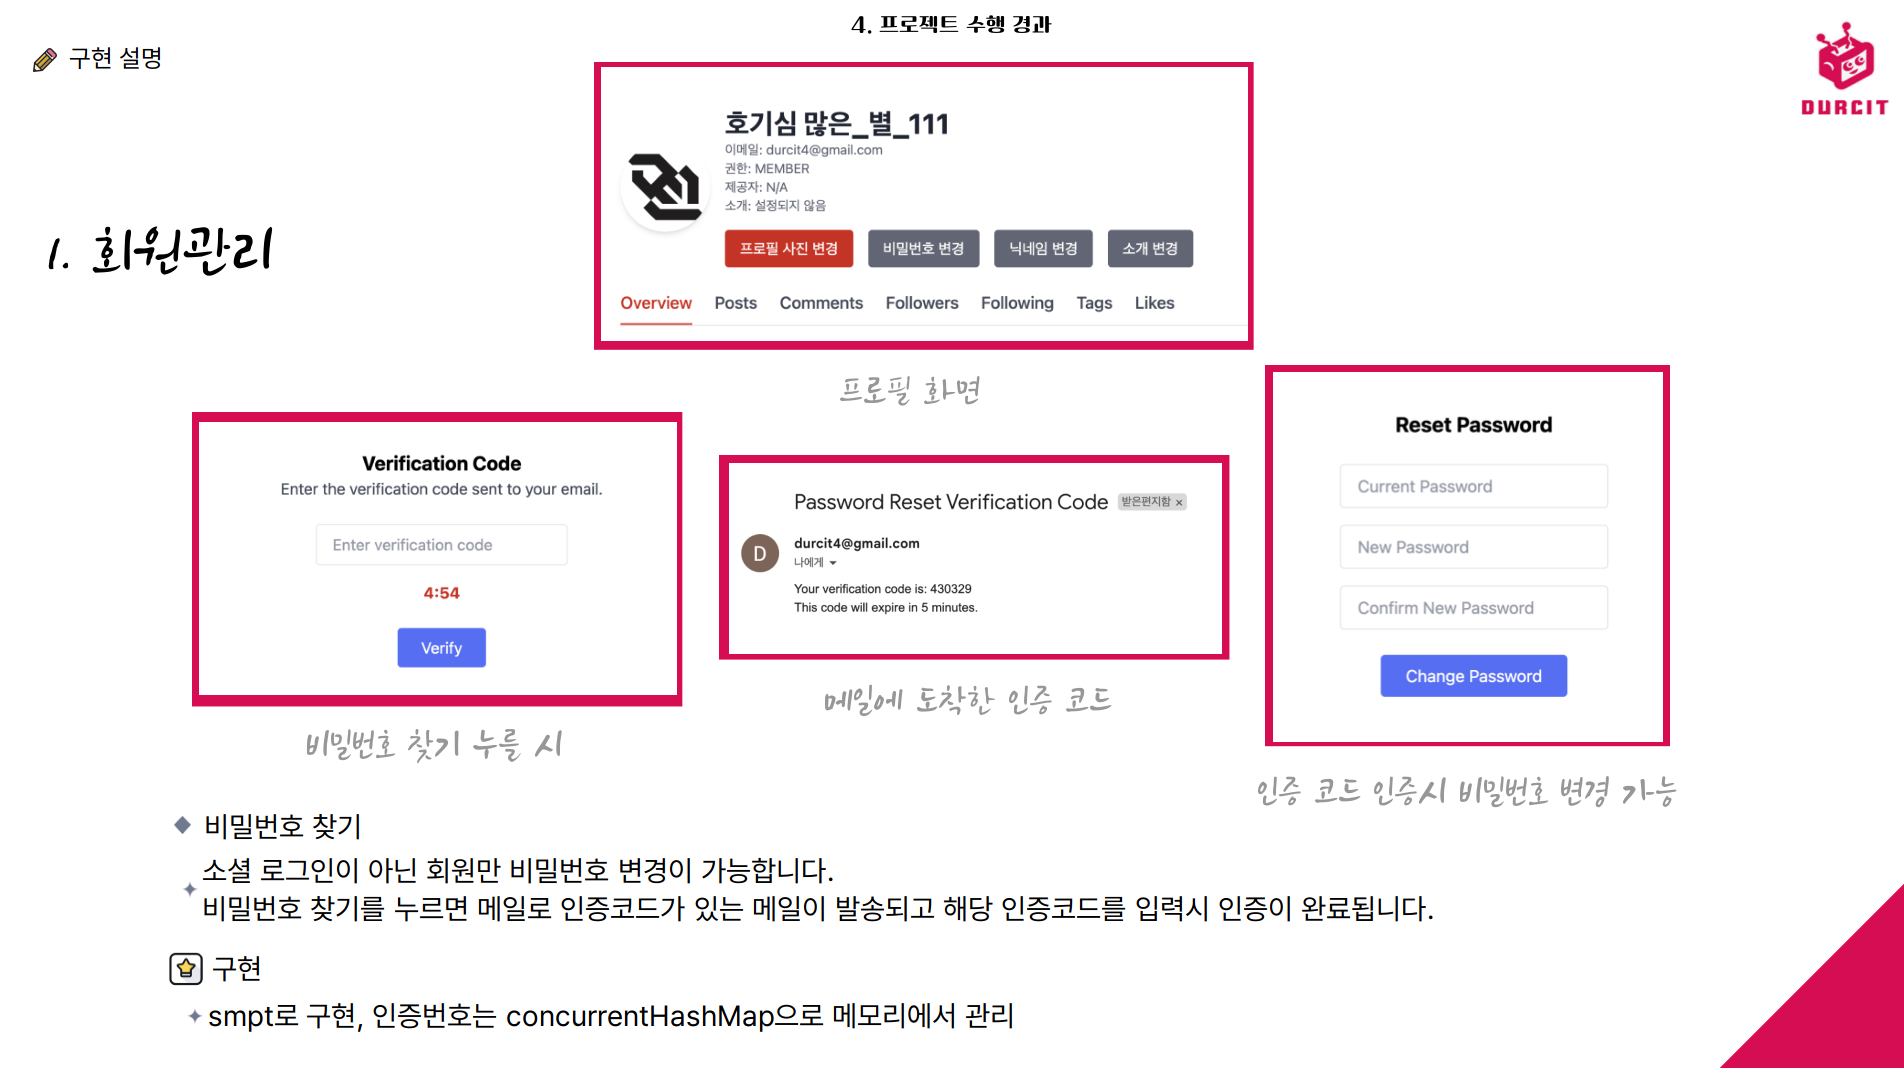 4. 프로젝트 수행 경과
구현 설명
DURCIT
1. 회원관리
호기심 많은_별_111
이메일: durcit4@gmail.com
권한: MEMBER
제공자: N/A
소개: 설정되지 않음
프로필 사진 변경 비밀번호 변경 닉네임 변경 소개 변경
Overview Posts Comments Followers Following Tags Likes
프로필 화면
Verification Code
Enter the verification code sent to your email.
Enter verification code
4:54
Verify
비밀번호 찾기 누를 시
Password Reset Verification Code 받은편지함 x
D
durcit4@gmail.com
나에게
Your verification code is: 430329
This code will expire in 5 minutes.
메일에 도착한 인증 코드
Reset Password
Current Password
New Password
Confirm New Password
Change Password
인증 코드 인증시 비밀번호 변경 가능
비밀번호 찾기
소셜 로그인이 아닌 회원만 비밀번호 변경이 가능합니다.
비밀번호 찾기를 누르면 메일로 인증코드가 있는 메일이 발송되고 해당 인증코드를 입력시 인증이 완료됩니다.
구현
smpt로 구현, 인증번호는 concurrentHashMap으로 메모리에서 관리